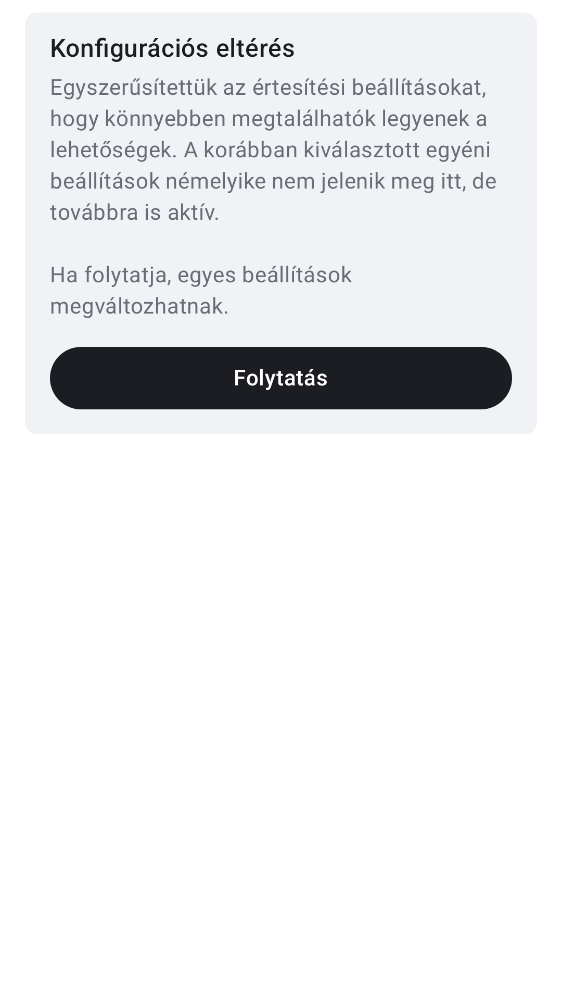 Konfigurációs eltérés
Egyszerűsítettük az értesítési beállításokat,
hogy könnyebben megtalálhatók legyenek a
lehetőségek. A korábban kiválasztott egyéni
beállítások némelyike nem jelenik meg itt, de
továbbra is aktív.
Ha folytatja, egyes beállítások
megváltozhatnak.
Folytatás